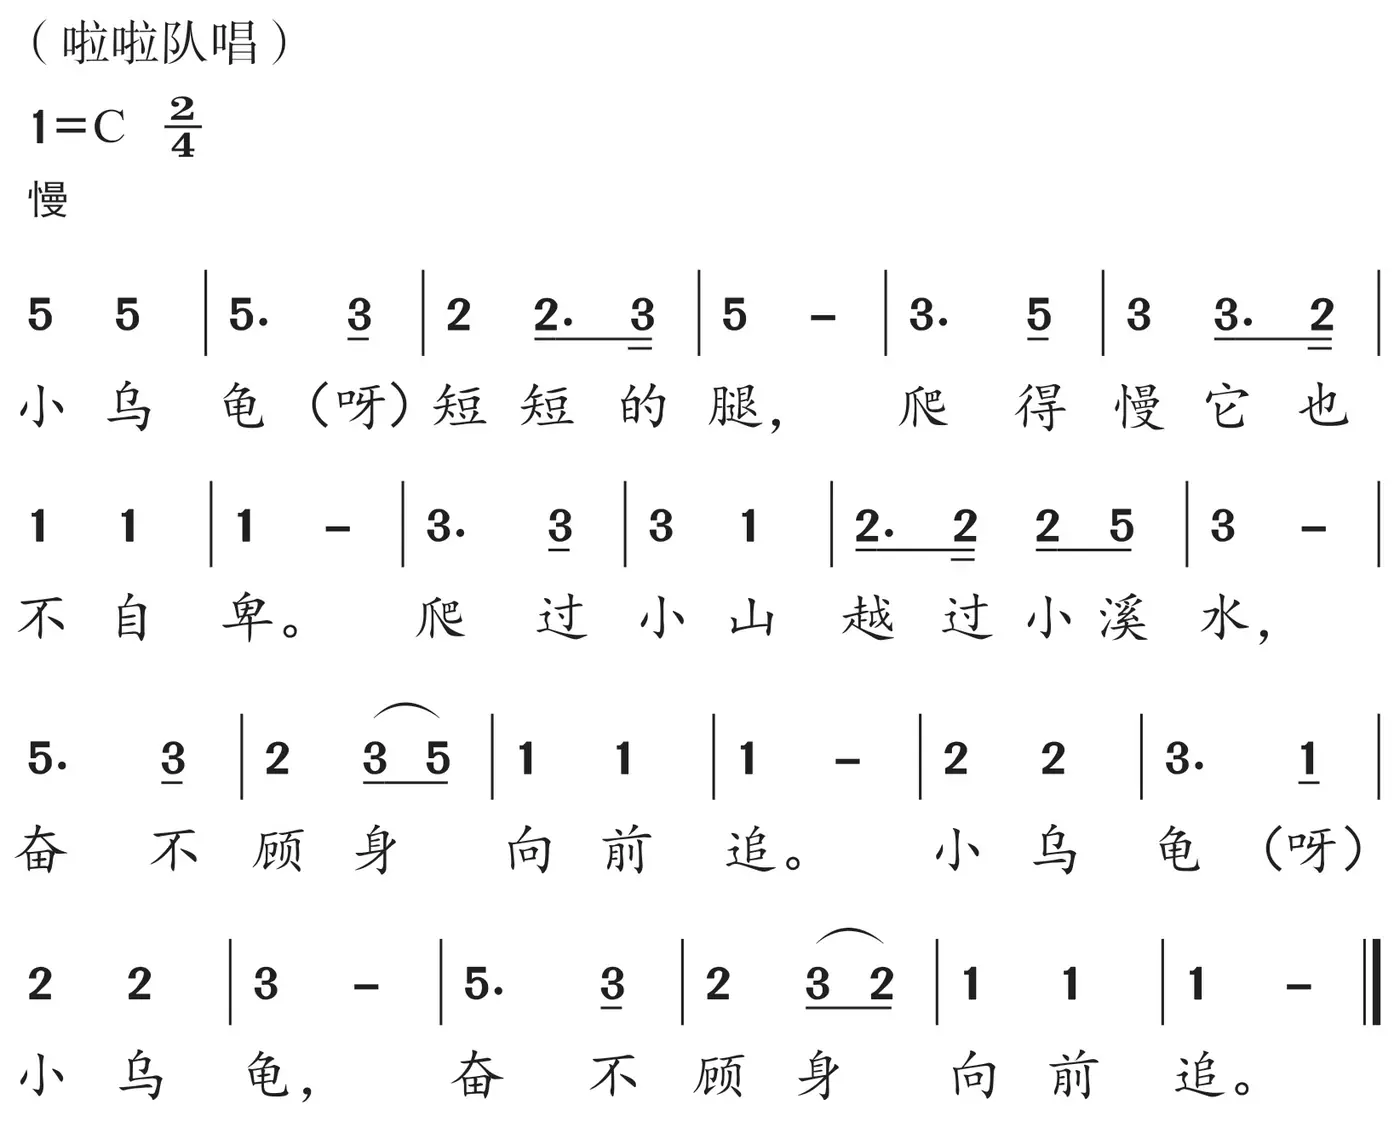 （啦啦队唱）
1=C 2/4
慢
5 5 | 5. 3 | 2 2. 3 | 5 – | 3. 5 | 3 3. 2 |
小 乌 龟 （呀） 短 短 的 腿， 爬 得 慢 它 也
1 1 | 1 – | 3. 3 | 3 1 | 2. 2 2 5 | 3 – |
不 自 卑。 爬 过 小 山 越 过 小 溪 水，
5. 3 | 2 3 5 | 1 1 | 1 – | 2 2 | 3. 1 |
奋 不 顾 身 向 前 追。 小 乌 龟 （呀）
2 2 | 3 – | 5. 3 | 2 3 2 | 1 1 | 1 – ‖
小 乌 龟， 奋 不 顾 身 向 前 追。